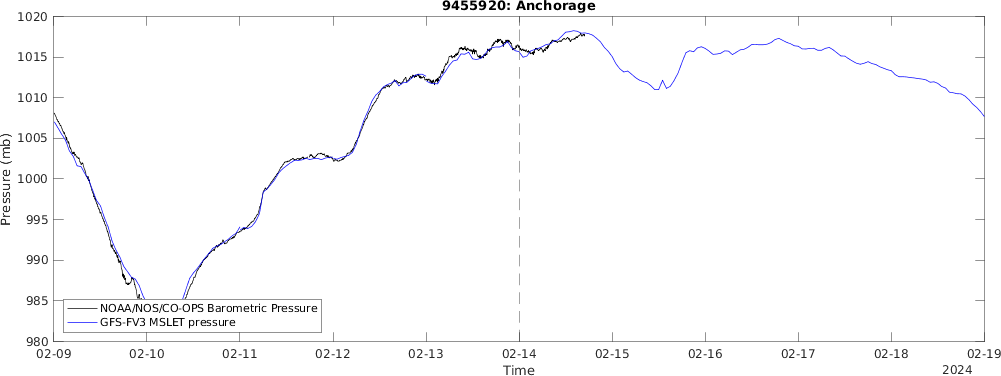 9455920: Anchorage
1020
1015
1010
1005
1000
995
990
985
980
Pressure (mb)
NOAA/NOS/CO-OPS Barometric Pressure
GFS-FV3 MSLET pressure
02-09 02-10 02-11 02-12 02-13 02-14 02-15 02-16 02-17 02-18 02-19
Time
2024